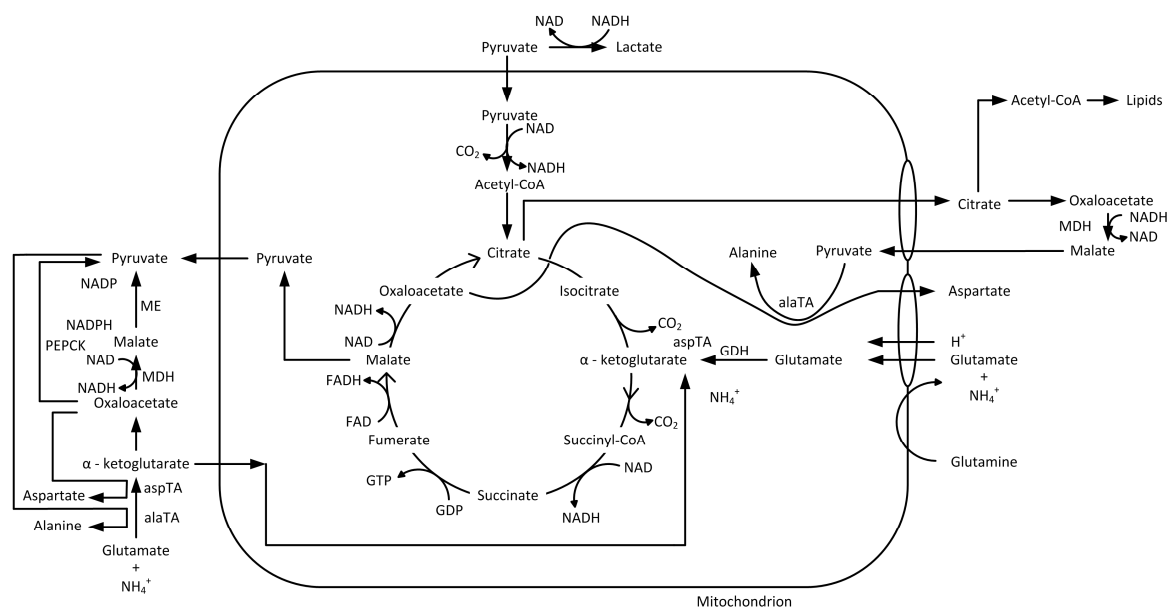 NAD NADH
Pyruvate Lactate
Pyruvate
NAD
CO2
NADH
Acetyl-CoA
Acetyl-CoA Lipids
Citrate Oxaloacetate
MDH NADH
NAD
Malate
Citrate
Pyruvate
Pyruvate
Alanine
Pyruvate
NADP
Oxaloacetate
Isocitrate
alaTA
Aspartate
ME
NADH
NAD
CO2
NADPH
Malate
PEPCK
NAD
MDH
NADH
Oxaloacetate
Malate
aspTA
α - ketoglutarate
GDH
Glutamate
H+
Glutamate
+
NH4+
NH4+
FADH
FAD
CO2
Fumerate
Succinyl-CoA
NAD
GTP
GDP
Succinate
NADH
Glutamine
α - ketoglutarate
Aspartate
aspTA
Alanine
alaTA
Glutamate
+
NH4+
Mitochondrion